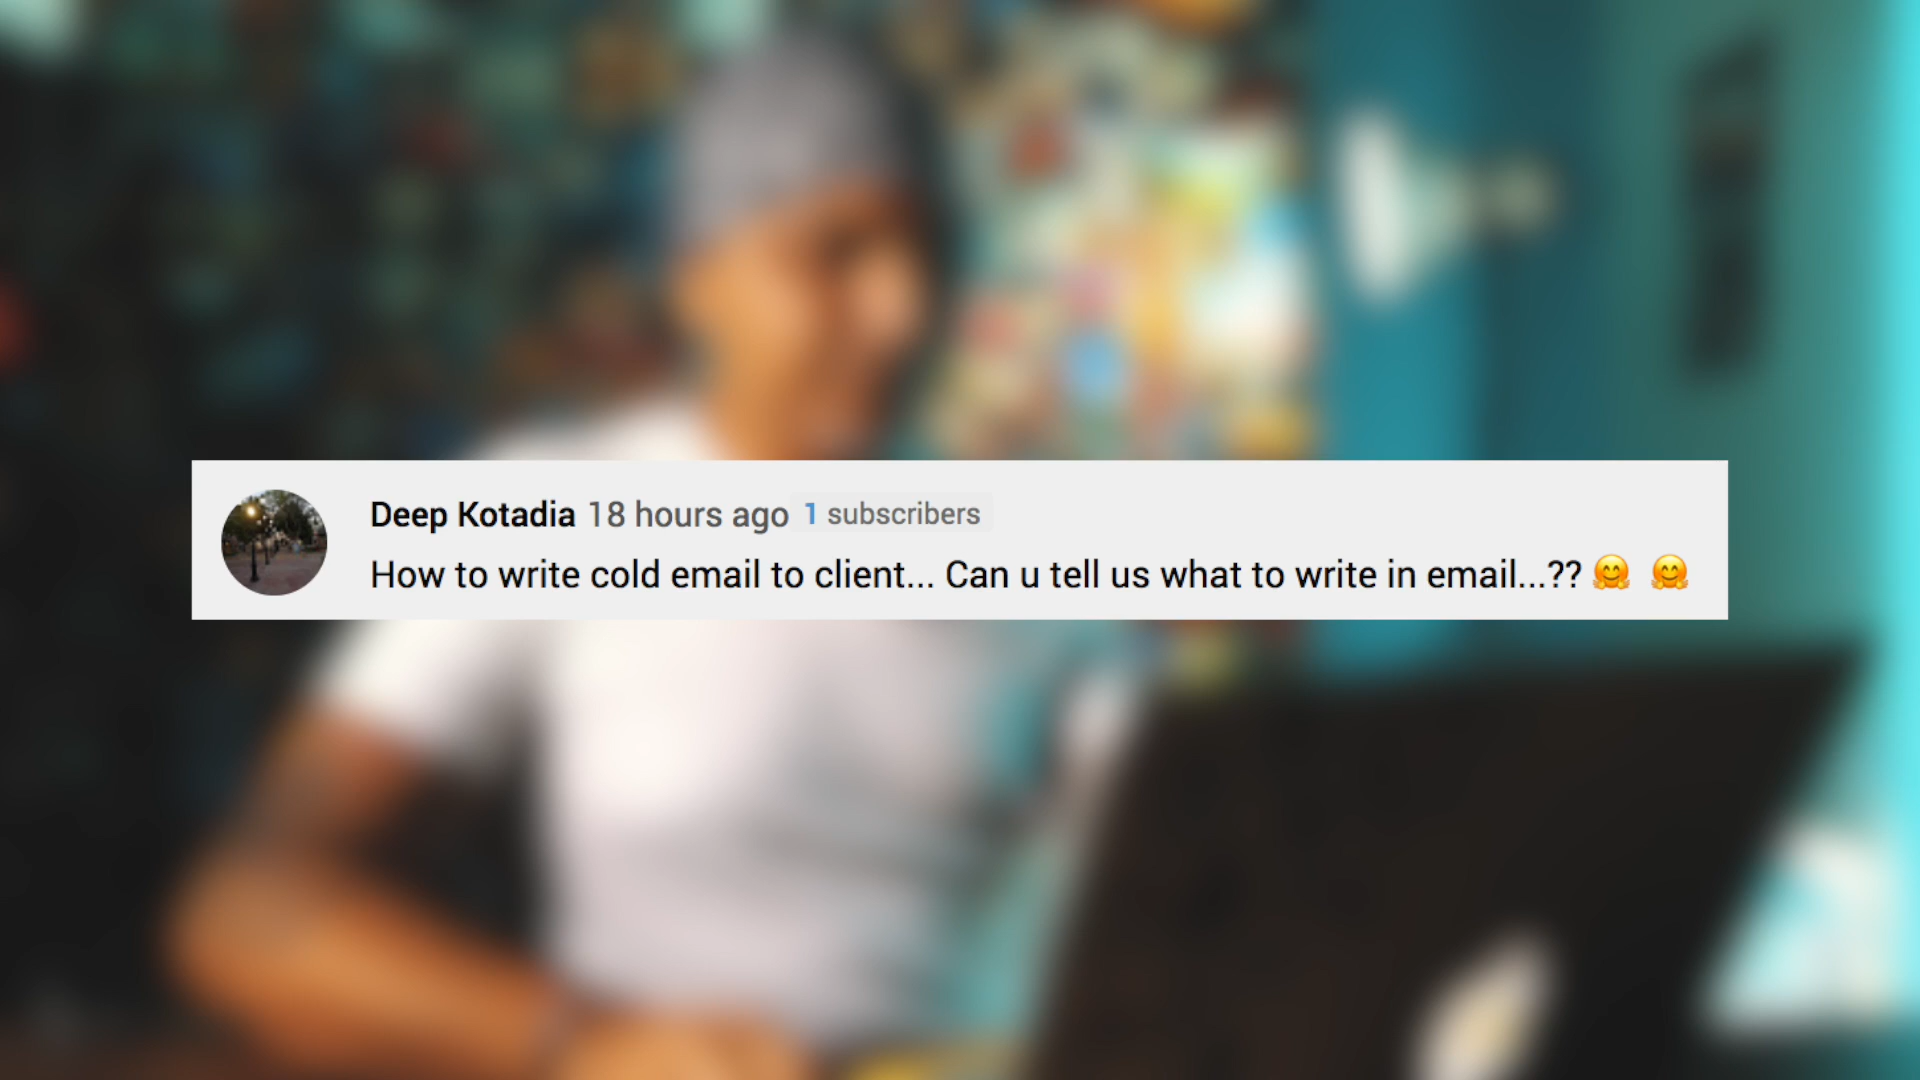 Deep Kotadia 18 hours ago 1 subscribers
How to write cold email to client... Can u tell us what to write in email...?? 🤗 🤗